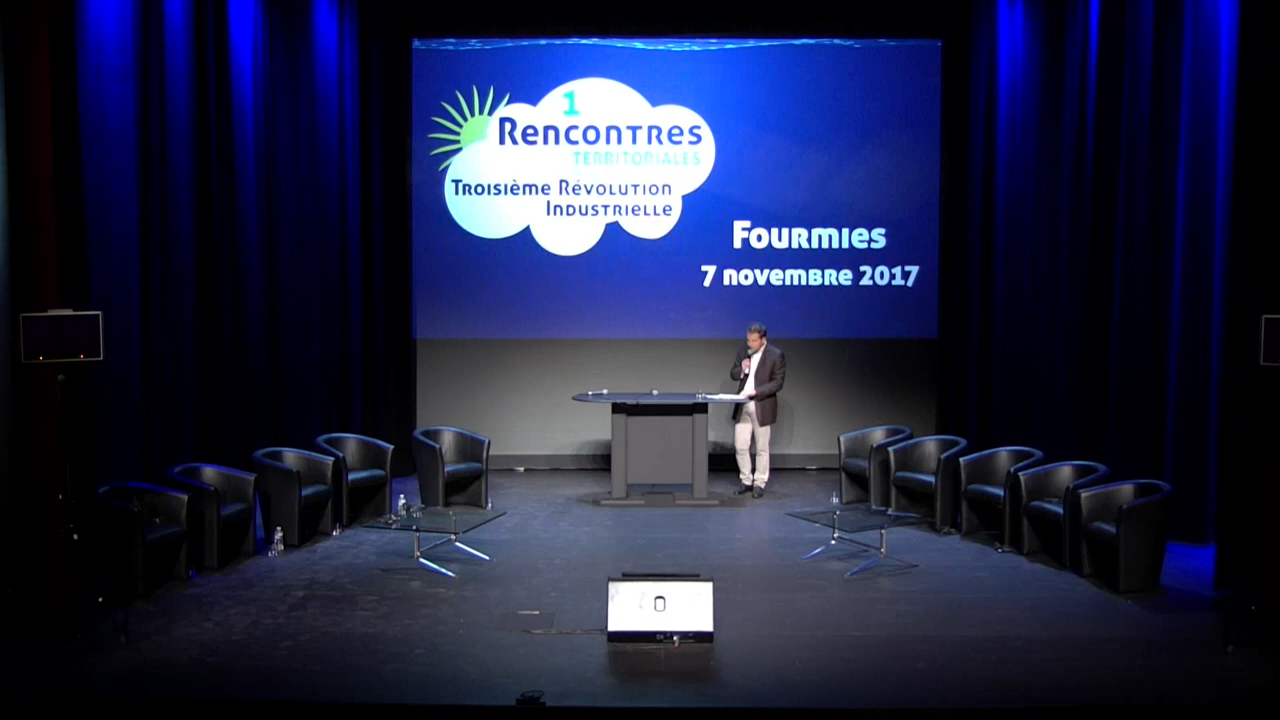 1
Rencontres
TERRITORIALES
Troisième Révolution
Industrielle
Fourmies
7 novembre 2017